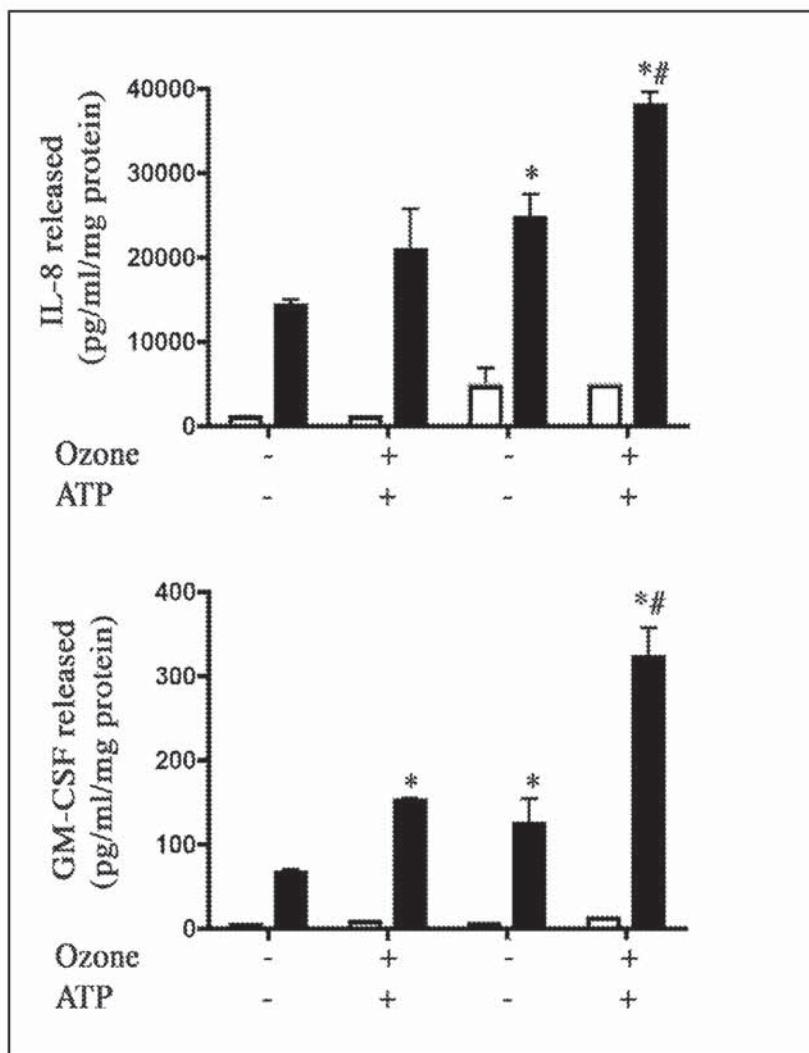 IL-8 released
(pg/ml/mg protein)
40000
30000
20000
10000
0
*
*#
Ozone - + - +
ATP - + - +
GM-CSF released
(pg/ml/mg protein)
400
300
200
100
0
*
*
*#
Ozone - + - +
ATP - + - +